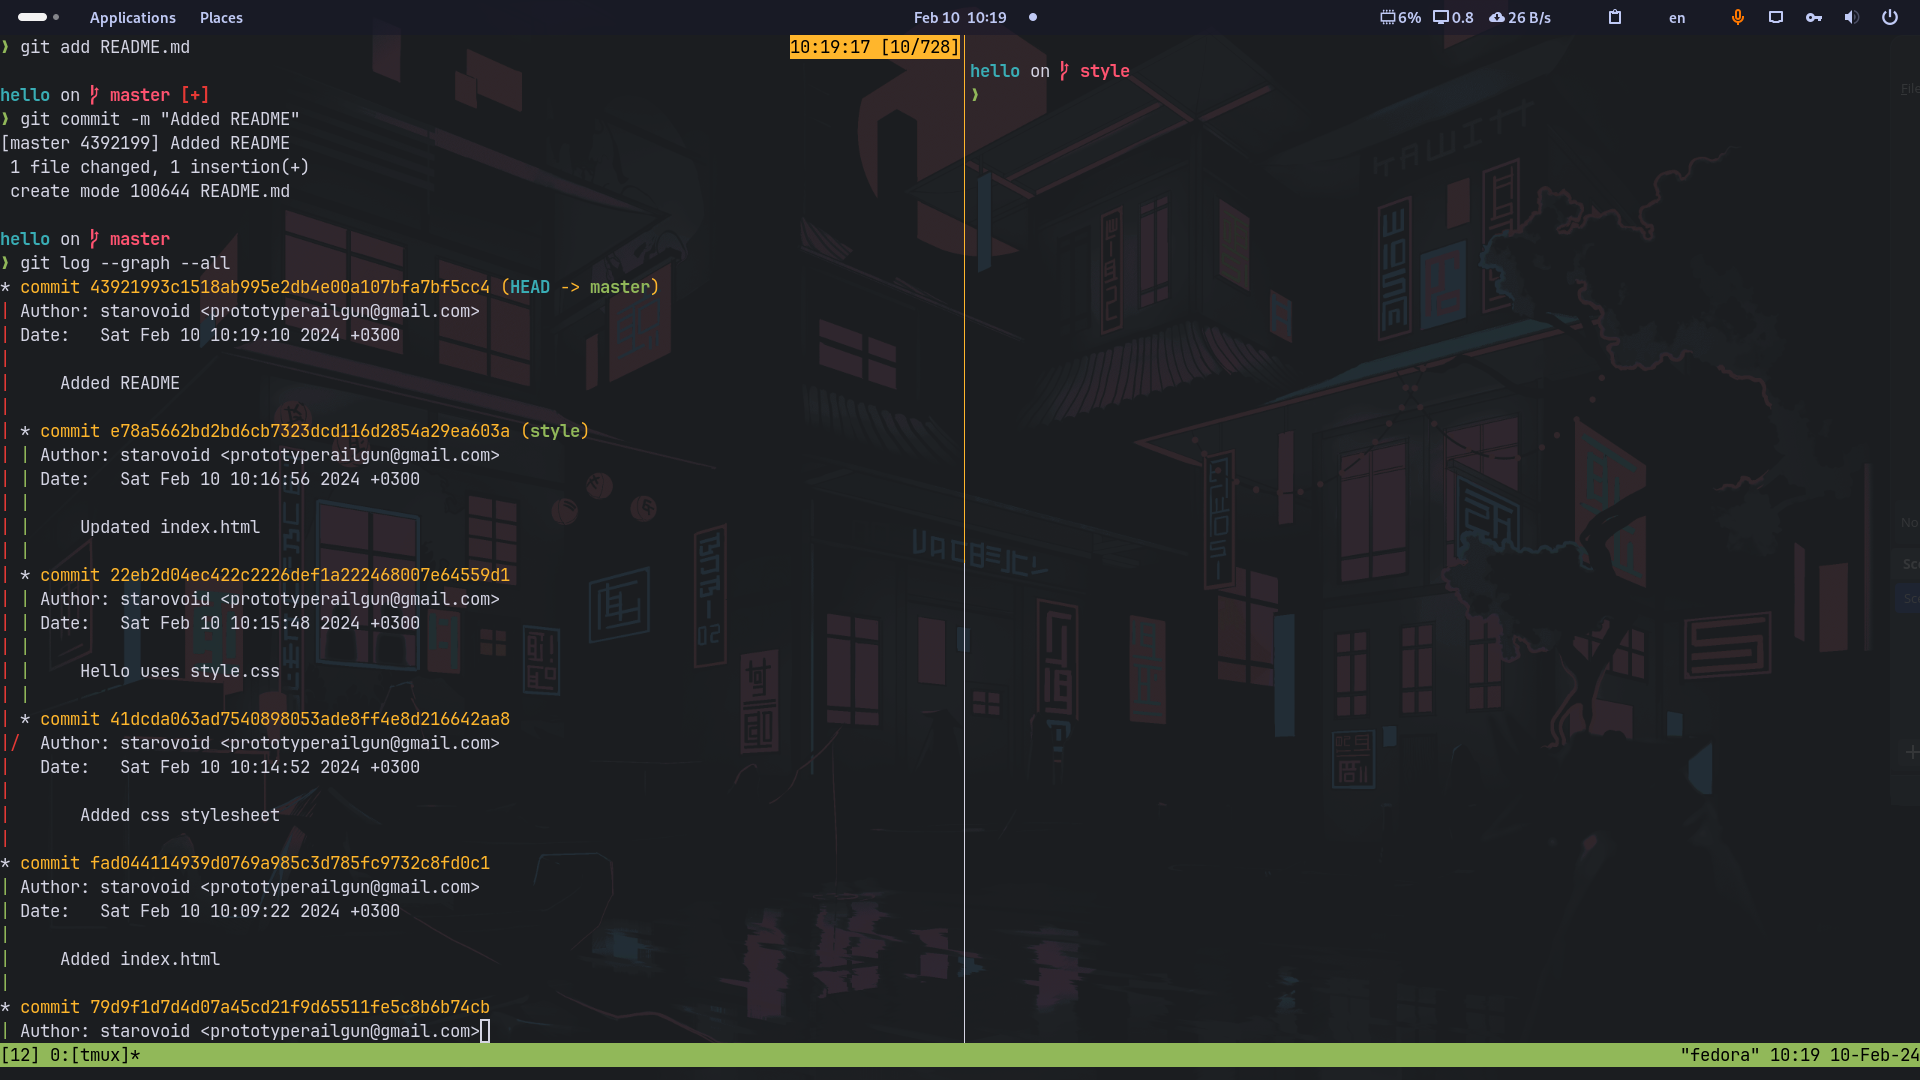 Applications Places Feb 10 10:19 6% 0.8 26 B/s en
❯ git add README.md 10:19:17 [10/728]
hello on master [+]
❯ git commit -m "Added README"
[master 4392199] Added README
1 file changed, 1 insertion(+)
create mode 100644 README.md
hello on master
❯ git log --graph --all
* commit 43921993c1518ab995e2db4e00a107bfa7bf5cc4 (HEAD -> master)
| Author: starovoid <prototyperailgun@gmail.com>
| Date:   Sat Feb 10 10:19:10 2024 +0300
|
|     Added README
|
| * commit e78a5662bd2bd6cb7323dcd116d2854a29ea603a (style)
| | Author: starovoid <prototyperailgun@gmail.com>
| | Date:   Sat Feb 10 10:16:56 2024 +0300
| |
| |     Updated index.html
| |
| * commit 22eb2d04ec422c2226def1a222468007e64559d1
| | Author: starovoid <prototyperailgun@gmail.com>
| | Date:   Sat Feb 10 10:15:48 2024 +0300
| |
| |     Hello uses style.css
| |
| * commit 41dcda063ad7540898053ade8ff4e8d216642aa8
|/  Author: starovoid <prototyperailgun@gmail.com>
|   Date:   Sat Feb 10 10:14:52 2024 +0300
|
|       Added css stylesheet
|
* commit fad044114939d0769a985c3d785fc9732c8fd0c1
| Author: starovoid <prototyperailgun@gmail.com>
| Date:   Sat Feb 10 10:09:22 2024 +0300
|
|     Added index.html
|
* commit 79d9f1d7d4d07a45cd21f9d65511fe5c8b6b74cb
| Author: starovoid <prototyperailgun@gmail.com>
hello on style
❯
[12] 0:[tmux]* "fedora" 10:19 10-Feb-24